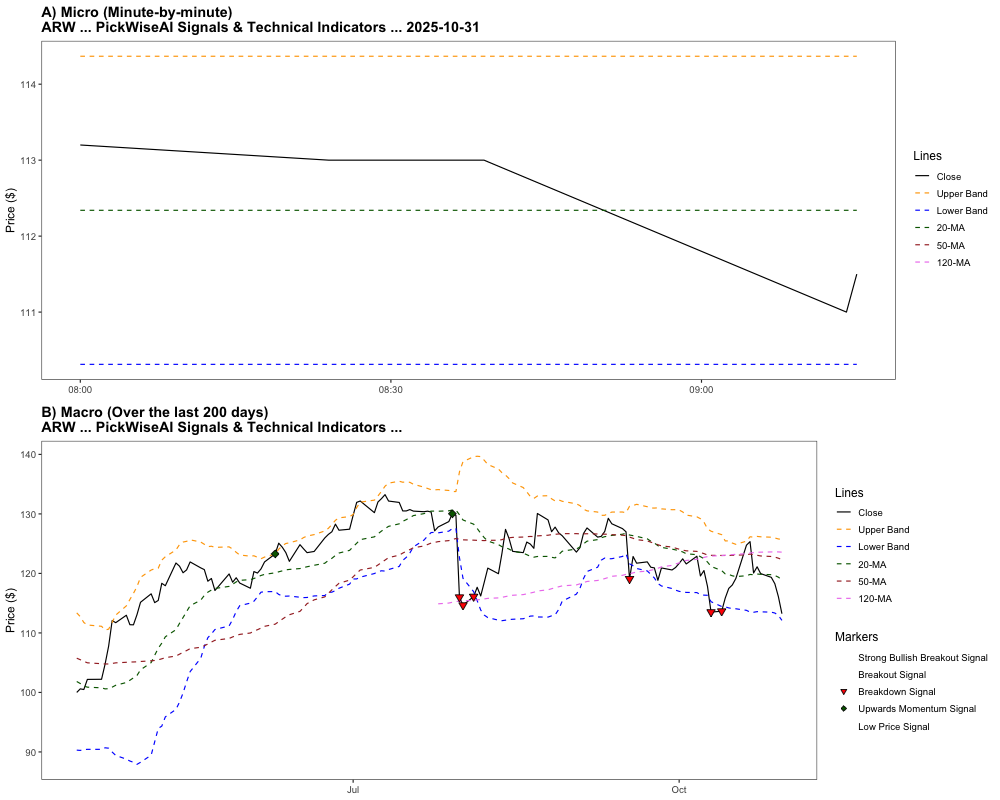 A) Micro (Minute-by-minute)
ARW ... PickWiseAI Signals & Technical Indicators ... 2025-10-31
Price ($)
114
113
112
111
08:00
08:30
09:00
Lines
Close
Upper Band
Lower Band
20-MA
50-MA
120-MA
B) Macro (Over the last 200 days)
ARW ... PickWiseAI Signals & Technical Indicators ...
Price ($)
140
130
120
110
100
90
Jul
Oct
Lines
Close
Upper Band
Lower Band
20-MA
50-MA
120-MA
Markers
Strong Bullish Breakout Signal
Breakout Signal
Breakdown Signal
Upwards Momentum Signal
Low Price Signal